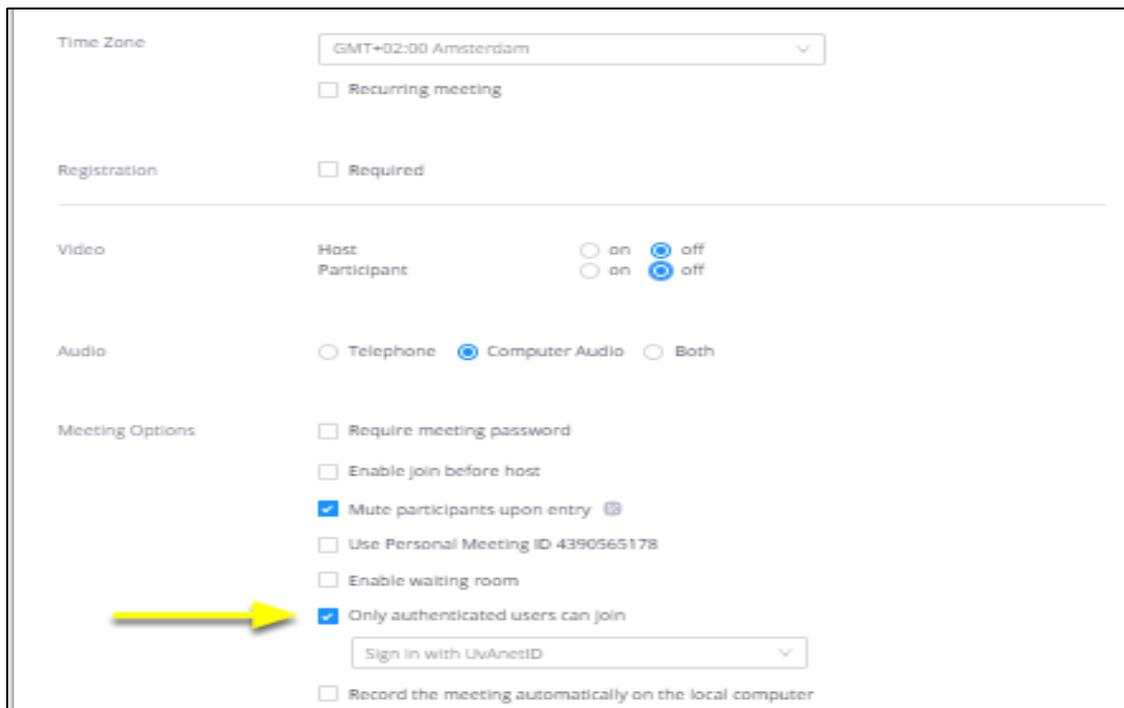 Time Zone GMT+02:00 Amsterdam
Recurring meeting
Registration Required
Video Host on off
Participant on off
Audio Telephone Computer Audio Both
Meeting Options Require meeting password
Enable join before host
Mute participants upon entry
Use Personal Meeting ID 4390565178
Enable waiting room
Only authenticated users can join
Sign in with UvAnetID
Record the meeting automatically on the local computer